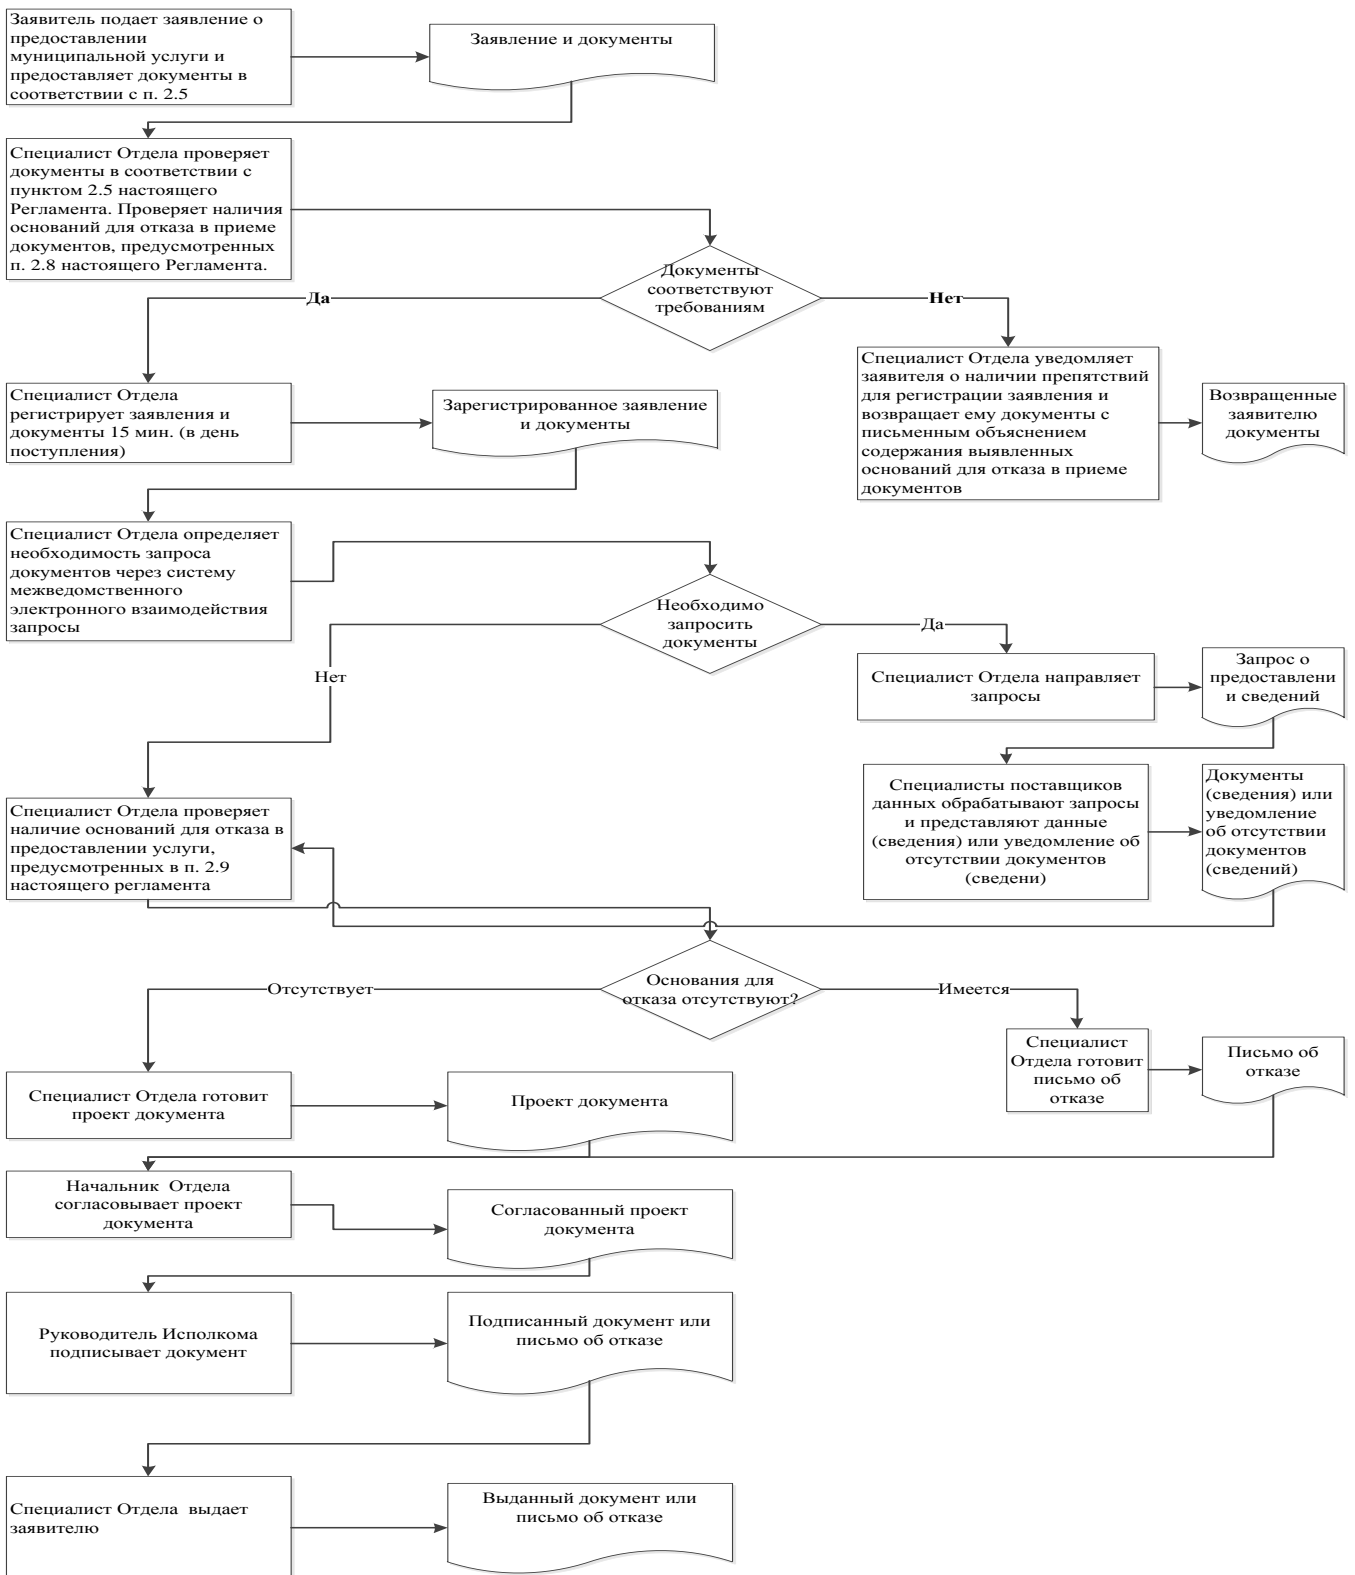 Заявитель подает заявление о
предоставлении
муниципальной услуги и
предоставляет документы в
соответствии с п. 2.5
Заявление и документы
Специалист Отдела проверяет
документы в соответствии с
пунктом 2.5 настоящего
Регламента. Проверяет наличия
оснований для отказа в приеме
документов, предусмотренных
п. 2.8 настоящего Регламента.
Документы
соответствуют
требованиям
Да
Нет
Специалист Отдела
регистрирует заявления и
документы 15 мин. (в день
поступления)
Зарегистрированное заявление
и документы
Специалист Отдела уведомляет
заявителя о наличии препятствий
для регистрации заявления и
возвращает ему документы с
письменным объяснением
содержания выявленных
оснований для отказа в приеме
документов
Возвращенные
заявителю
документы
Специалист Отдела определяет
необходимость запроса
документов через систему
межведомственного
электронного взаимодействия
запросы
Необходимо
запросить
документы
Да
Нет
Специалист Отдела направляет
запросы
Запрос о
предоставлени
и сведений
Специалист Отдела проверяет
наличие оснований для отказа в
предоставлении услуги,
предусмотренных в п. 2.9
настоящего регламента
Специалисты поставщиков
данных обрабатывают запросы
и представляют данные
(сведения) или уведомление об
отсутствии документов
(сведени)
Документы
(сведения) или
уведомление
об отсутствии
документов
(сведений)
Основания для
отказа отсутствуют?
Отсутствует
Имеется
Специалист
Отдела готовит
письмо об
отказе
Письмо об
отказе
Специалист Отдела готовит
проект документа
Проект документа
Начальник  Отдела
согласовывает проект
документа
Согласованный проект
документа
Руководитель Исполкома
подписывает документ
Подписанный документ или
письмо об отказе
Специалист Отдела  выдает
заявителю
Выданный документ или
письмо об отказе